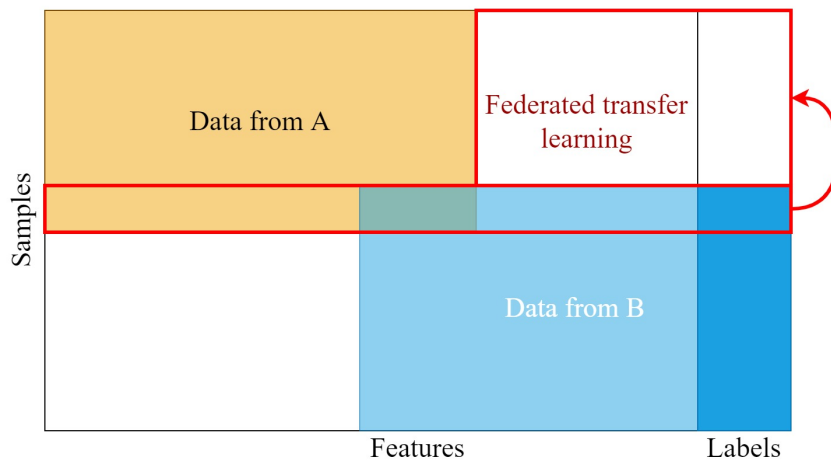 Data from A
Federated transfer
learning
Samples
Data from B
Features
Labels